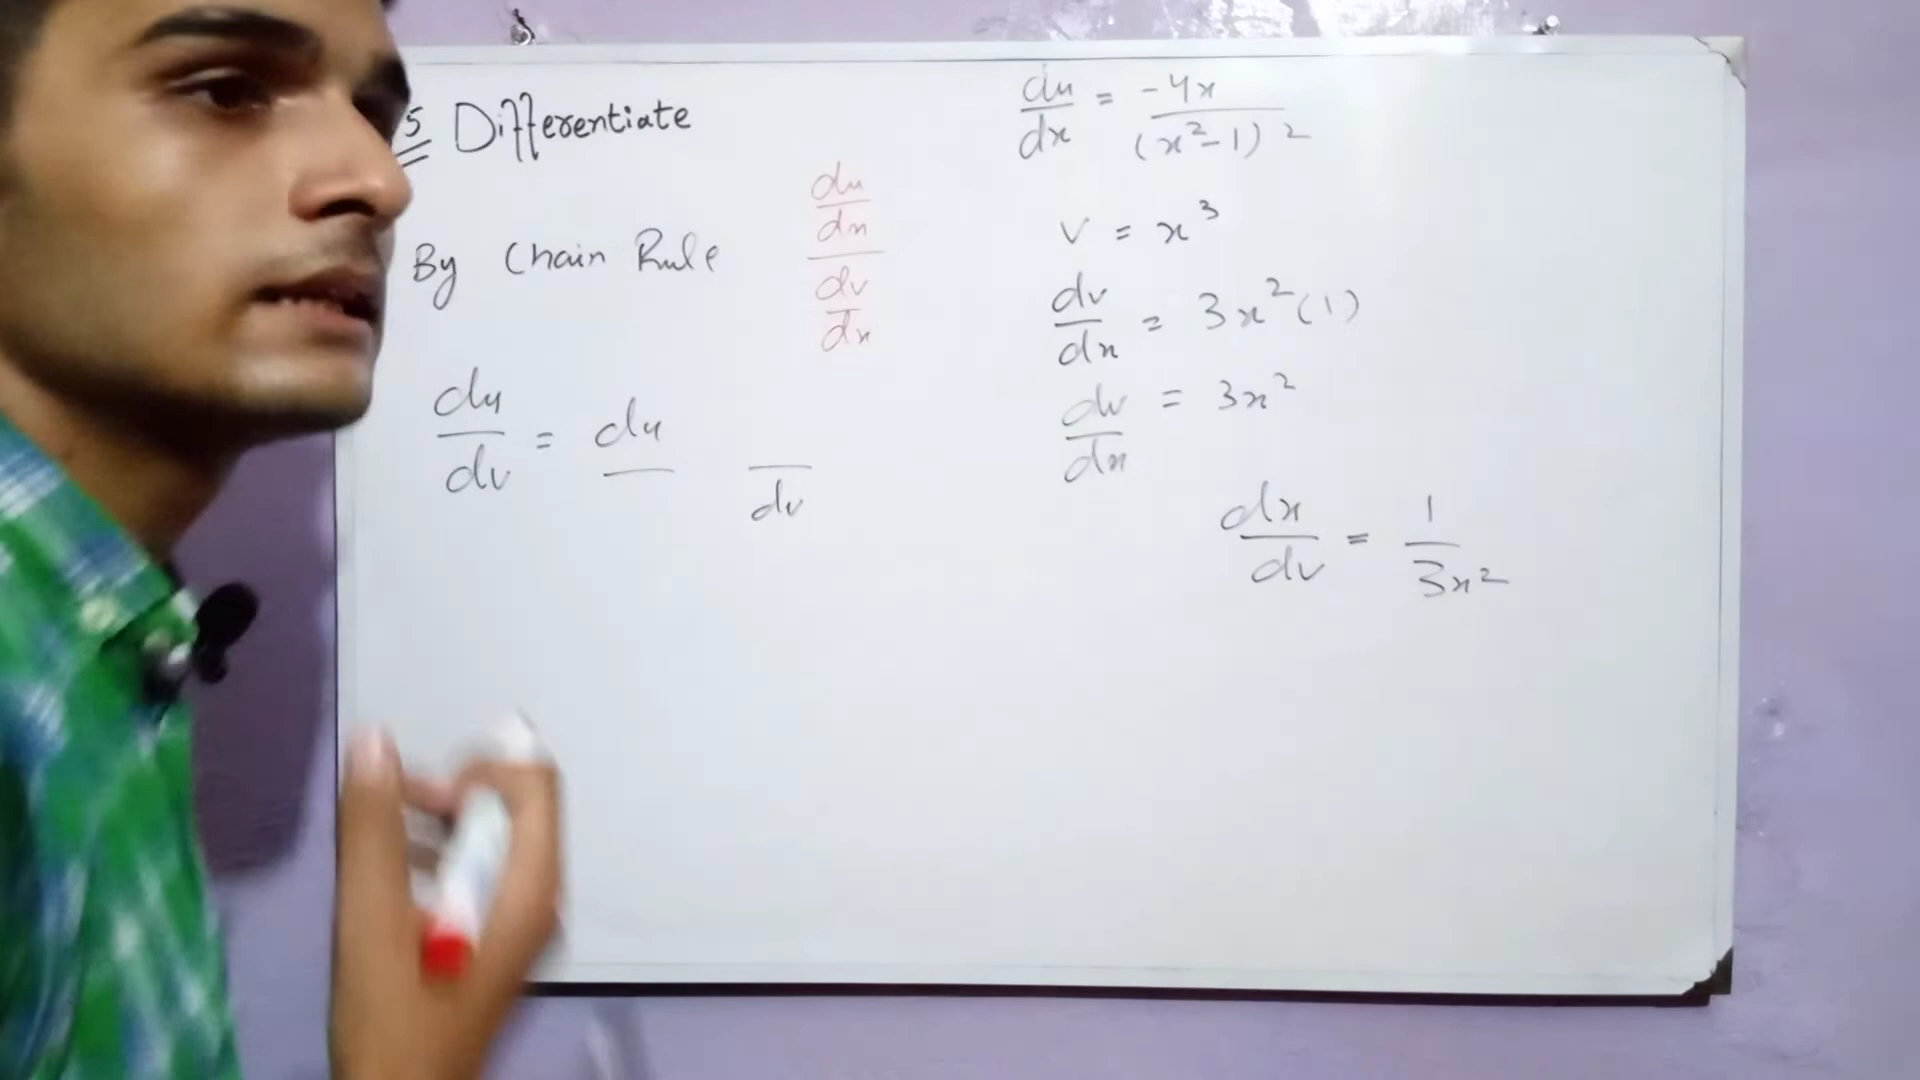 5 Differentiate
By Chain Rule
du
dx
dv
dx
du/dv = du/ /dv
du/dx = -4x/(x²-1)²
v = x³
dv/dx = 3x²(1)
dv/dx = 3x²
dx/dv = 1/3x²